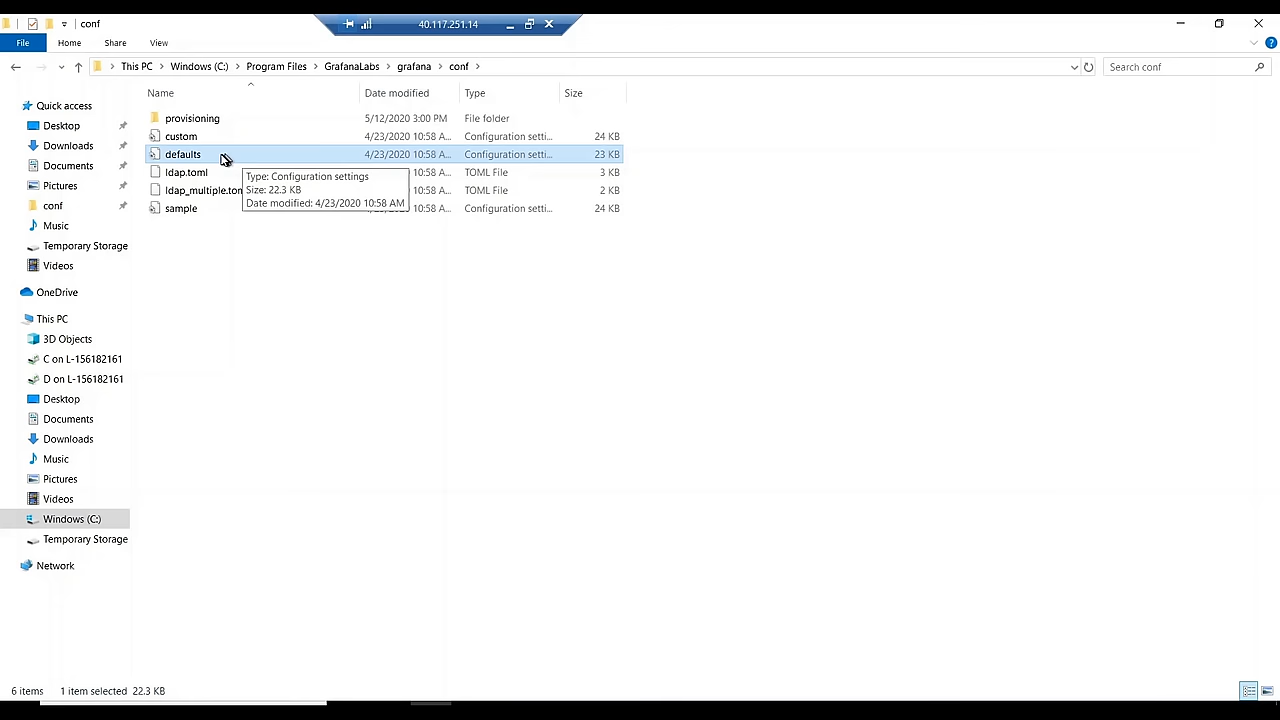 conf
40.117.251.14
File Home Share View
This PC Windows (C:) Program Files GrafanaLabs grafana conf
Search conf
Name Date modified Type Size
provisioning 5/12/2020 3:00 PM File folder
custom 4/23/2020 10:58 A... Configuration setti... 24 KB
defaults 4/23/2020 10:58 A... Configuration setti... 23 KB
ldap.toml 10:58 A... TOML File 3 KB
ldap_multiple.tom 10:58 A... TOML File 2 KB
sample 10:58 A... Configuration setti... 24 KB
Type: Configuration settings
Size: 22.3 KB
Date modified: 4/23/2020 10:58 AM
Quick access
Desktop
Downloads
Documents
Pictures
conf
Music
Temporary Storage
Videos
OneDrive
This PC
3D Objects
C on L-156182161
D on L-156182161
Desktop
Documents
Downloads
Music
Pictures
Videos
Windows (C:)
Temporary Storage
Network
6 items 1 item selected 22.3 KB